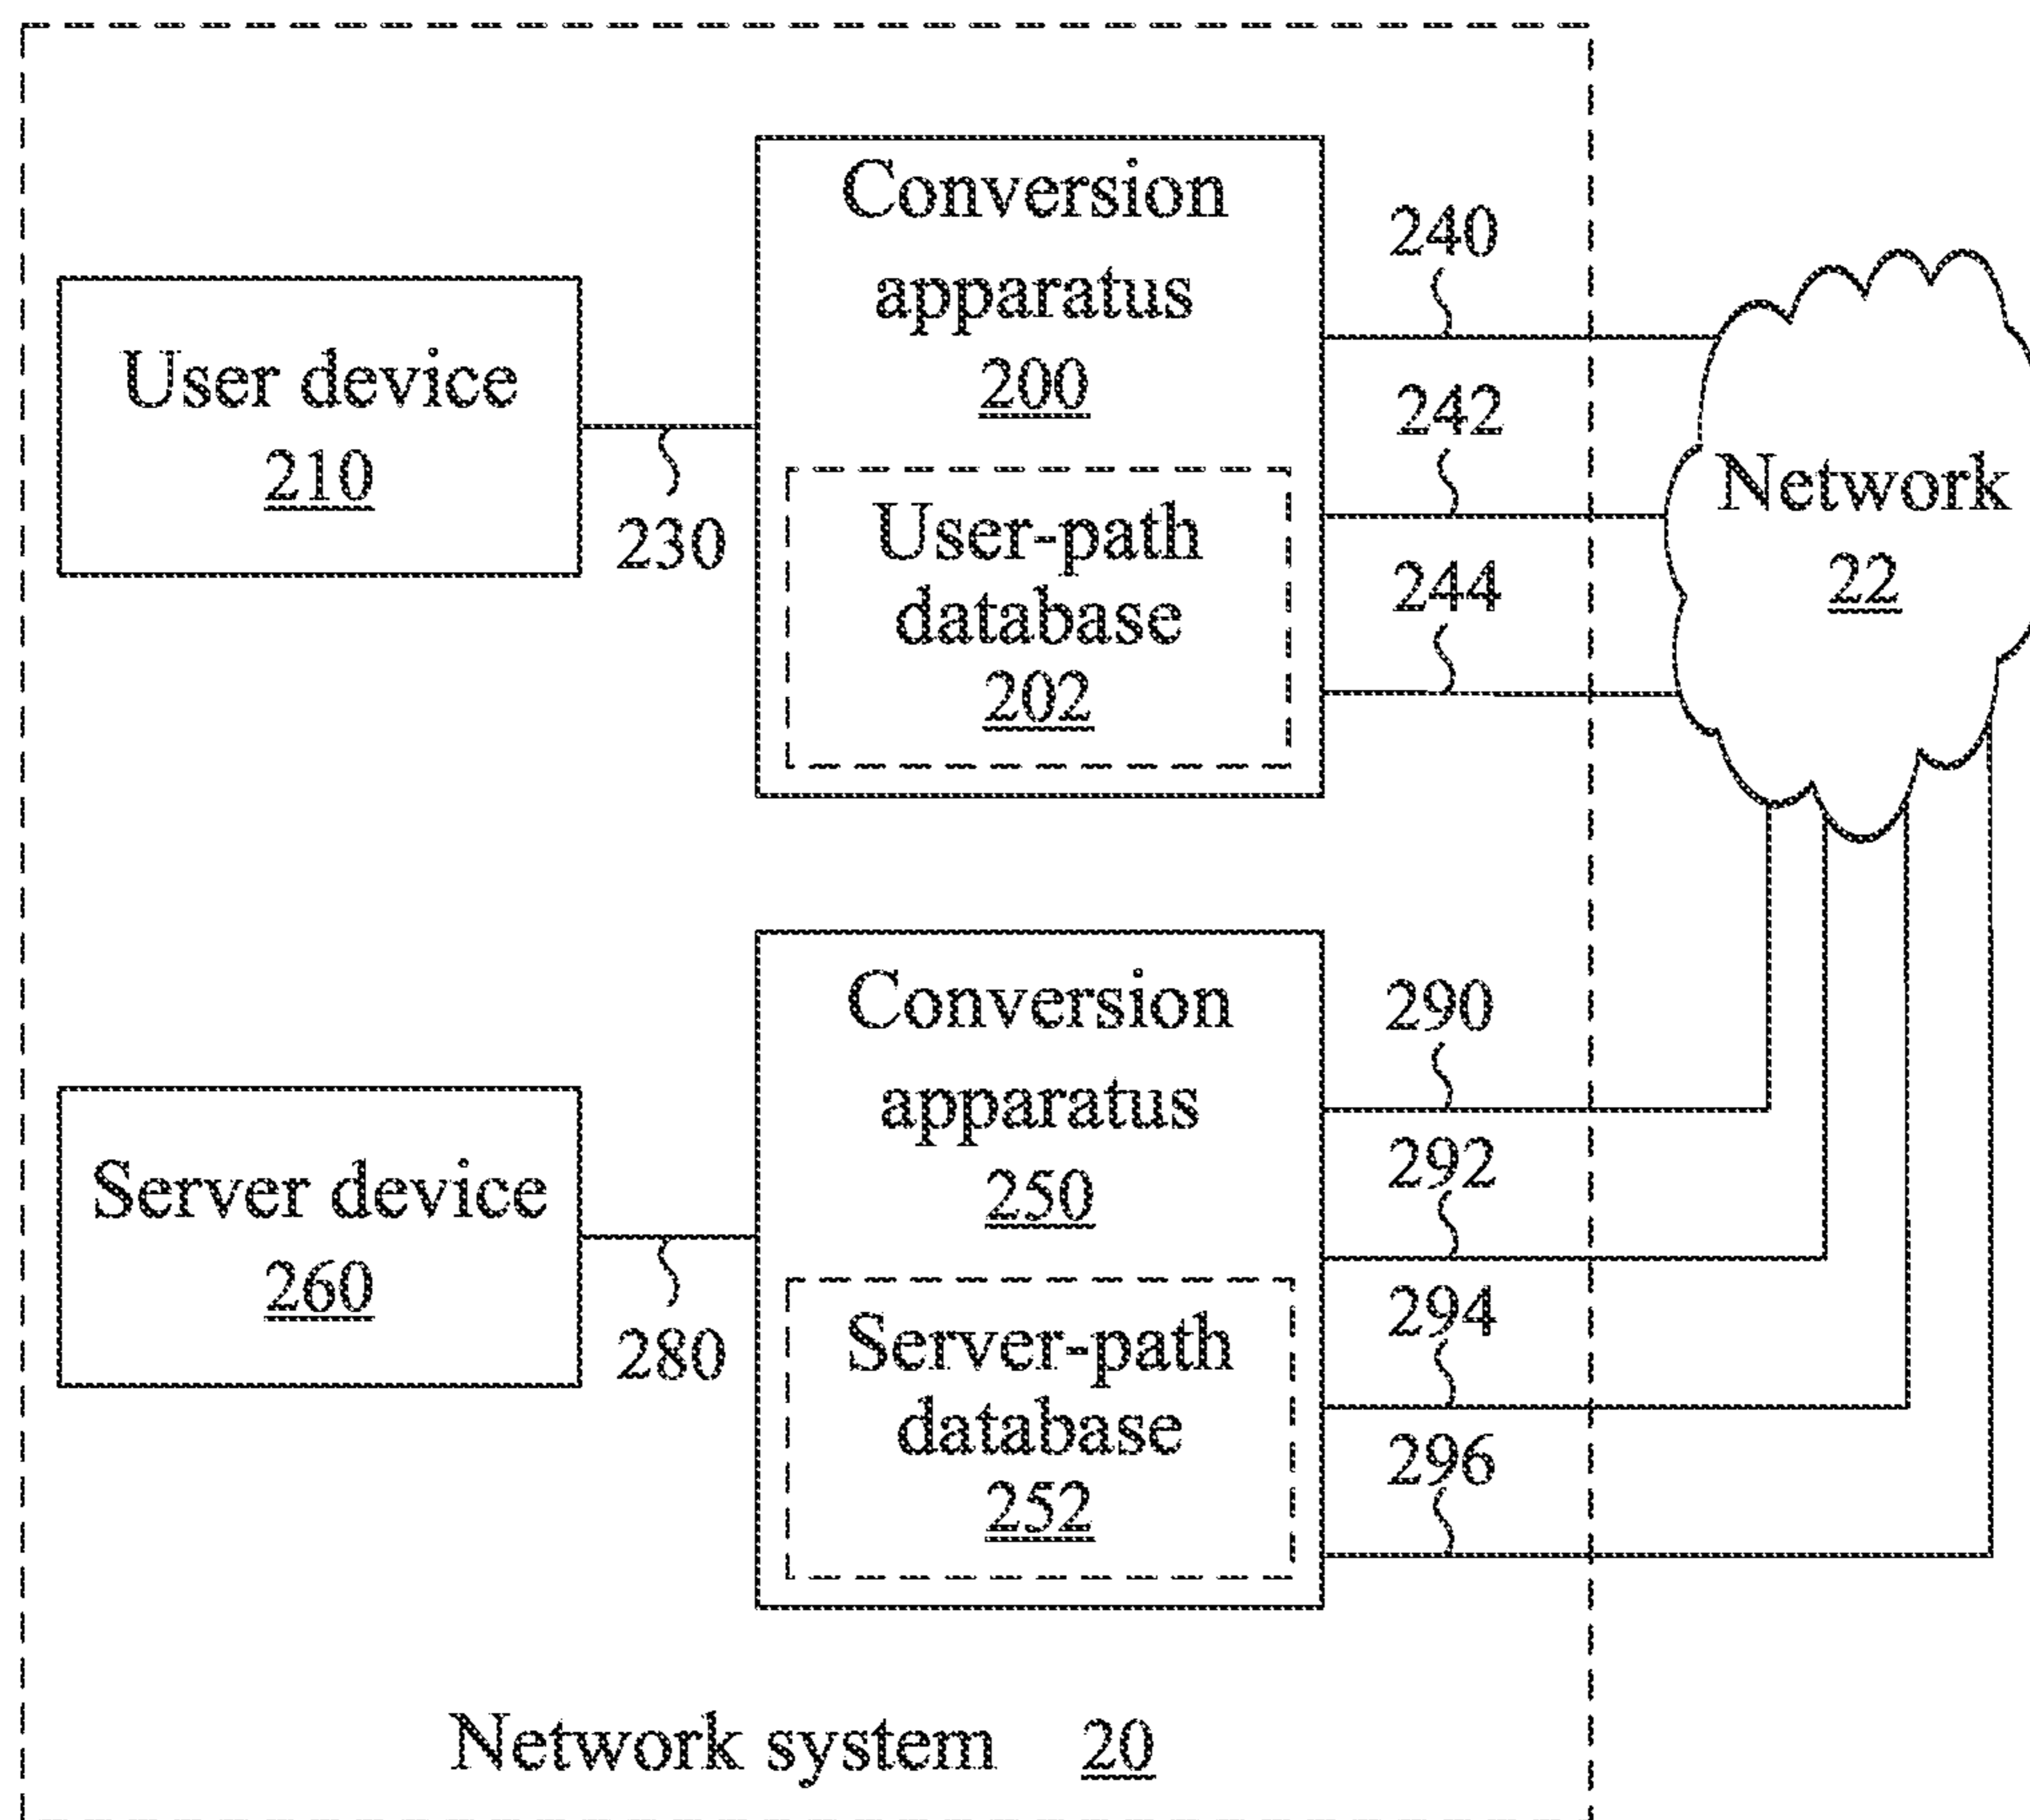 User device
210
230
Conversion
apparatus
200
User-path
database
202
240
242
244
Network
22
Server device
260
280
Conversion
apparatus
250
Server-path
database
252
290
292
294
296
Network system 20